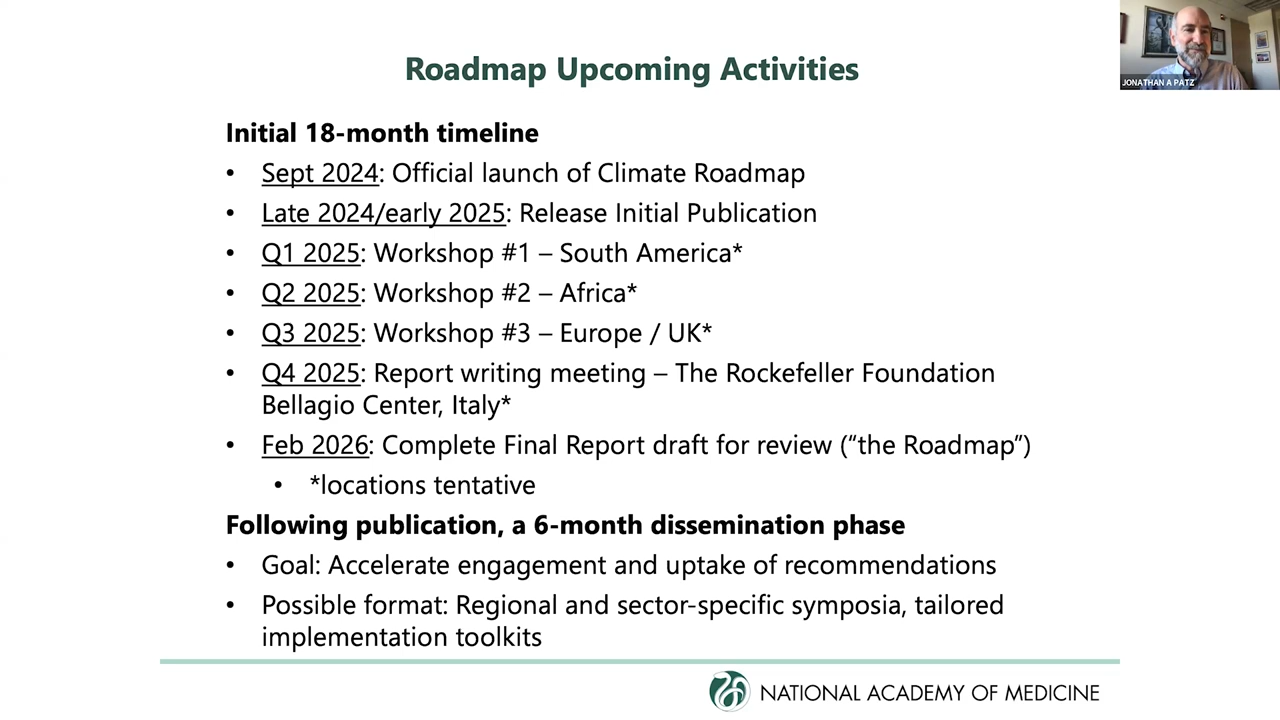 JONATHAN A PATZ
Roadmap Upcoming Activities
Initial 18-month timeline
• Sept 2024: Official launch of Climate Roadmap
• Late 2024/early 2025: Release Initial Publication
• Q1 2025: Workshop #1 – South America*
• Q2 2025: Workshop #2 – Africa*
• Q3 2025: Workshop #3 – Europe / UK*
• Q4 2025: Report writing meeting – The Rockefeller Foundation
Bellagio Center, Italy*
• Feb 2026: Complete Final Report draft for review (“the Roadmap”)
• *locations tentative
Following publication, a 6-month dissemination phase
• Goal: Accelerate engagement and uptake of recommendations
• Possible format: Regional and sector-specific symposia, tailored
implementation toolkits
NATIONAL ACADEMY OF MEDICINE